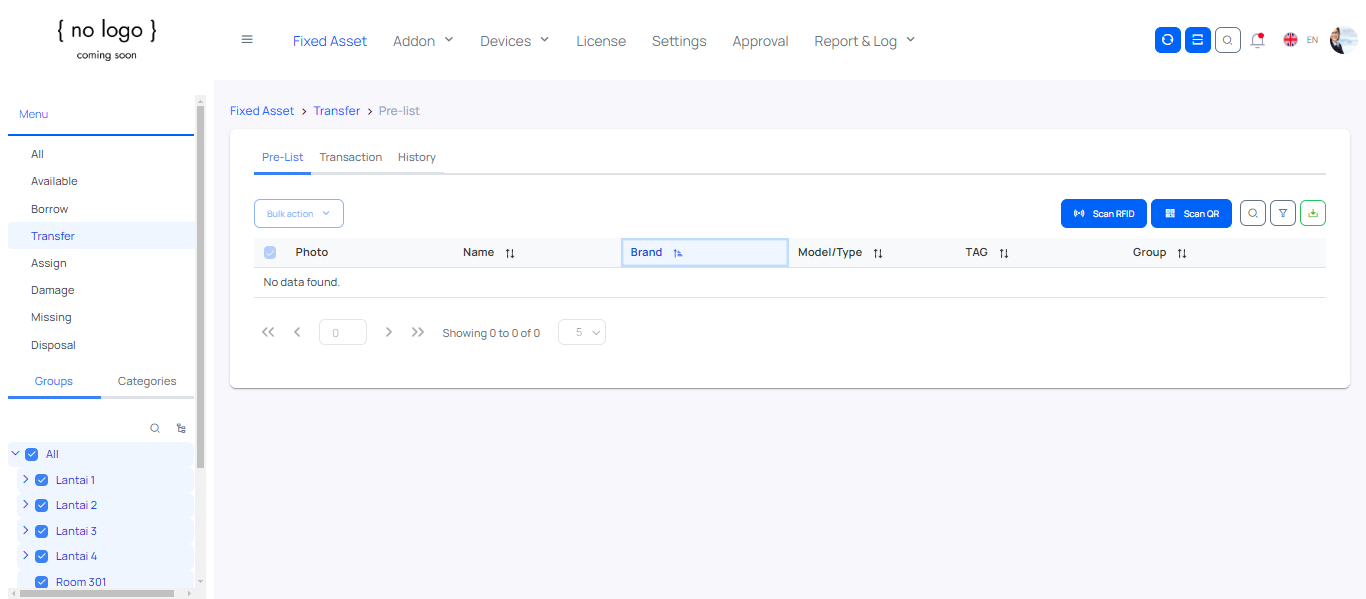 { no logo }
coming soon
Fixed Asset Addon Devices License Settings Approval Report & Log
EN
Menu
All
Available
Borrow
Transfer
Assign
Damage
Missing
Disposal
Groups Categories
All
Lantai 1
Lantai 2
Lantai 3
Lantai 4
Room 301
Fixed Asset > Transfer > Pre-list
Pre-List Transaction History
Bulk action
Scan RFID Scan QR
Photo Name Brand Model/Type TAG Group
No data found.
0 Showing 0 to 0 of 0 5